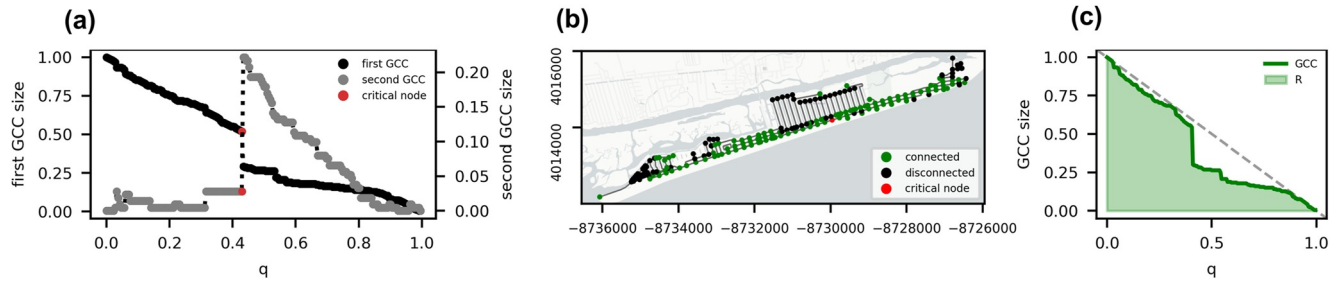 (a)
first GCC size
1.00
0.75
0.50
0.25
0.00
first GCC
second GCC
critical node
0.20
0.15
0.10
0.05
0.00
second GCC size
0.0 0.2 0.4 0.6 0.8 1.0
q
(b)
4016000
4014000
connected
disconnected
critical node
−8736000 −8734000 −8732000 −8730000 −8728000 −8726000
(c)
GCC size
1.00
0.75
0.50
0.25
0.00
GCC
R
0.0 0.5 1.0
q